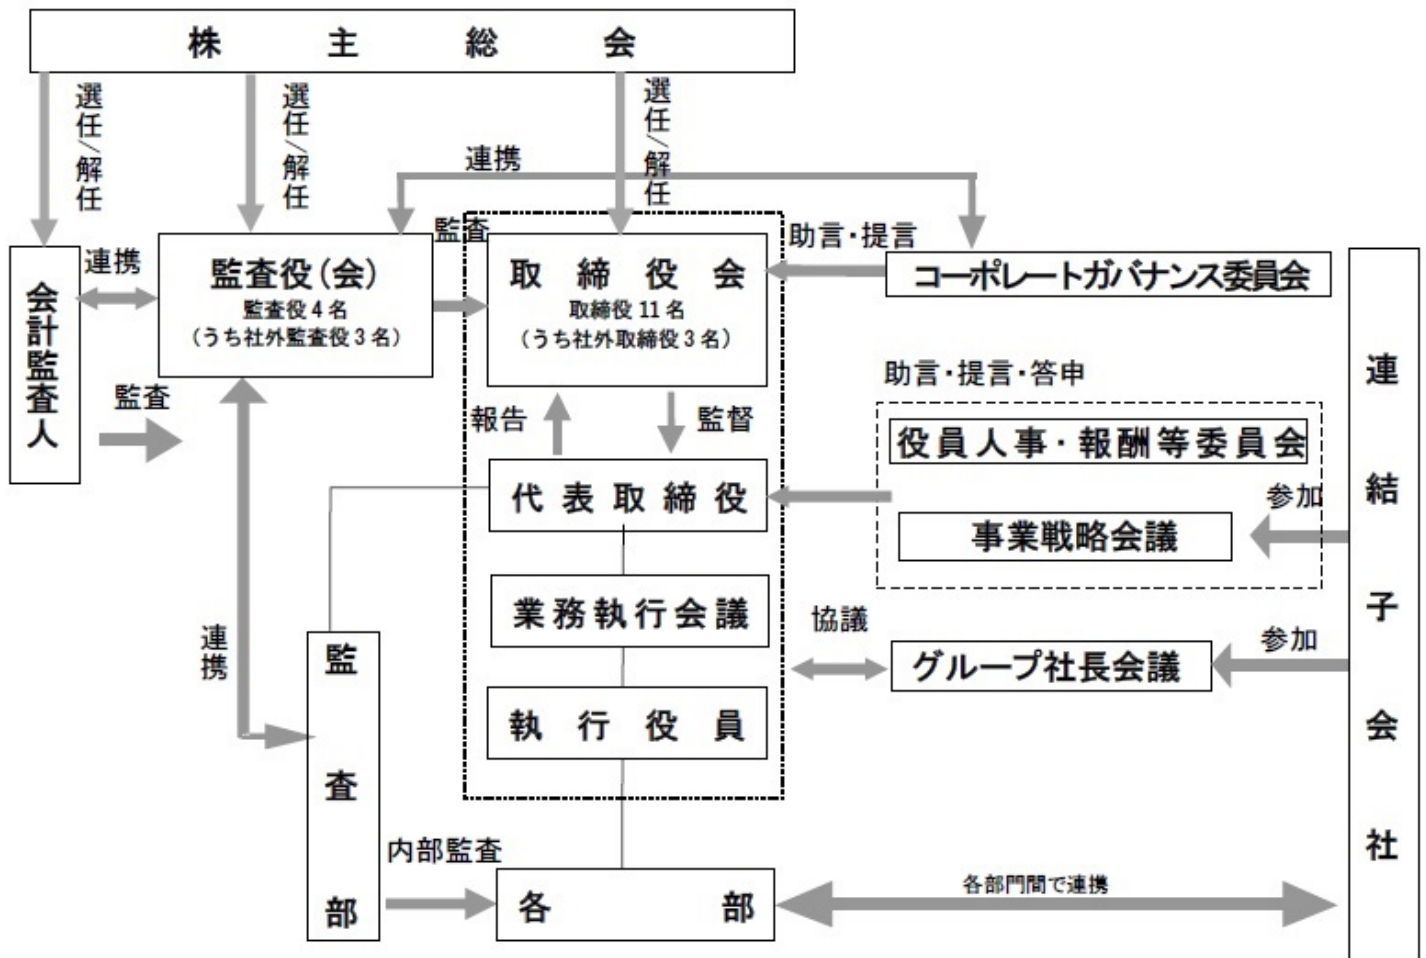 株主総会
選任/解任
選任/解任
選任/解任
連携
監査
助言・提言
連携
会計監査人
監査役(会)
監査役4名
(うち社外監査役3名)
取締役会
取締役11名
(うち社外取締役3名)
コーポレートガバナンス委員会
連結子会社
助言・提言・答申
監査
報告
監督
役員人事・報酬等委員会
代表取締役
参加
事業戦略会議
業務執行会議
協議
連携
参加
グループ社長会議
監査部
執行役員
内部監査
各部
各部門間で連携